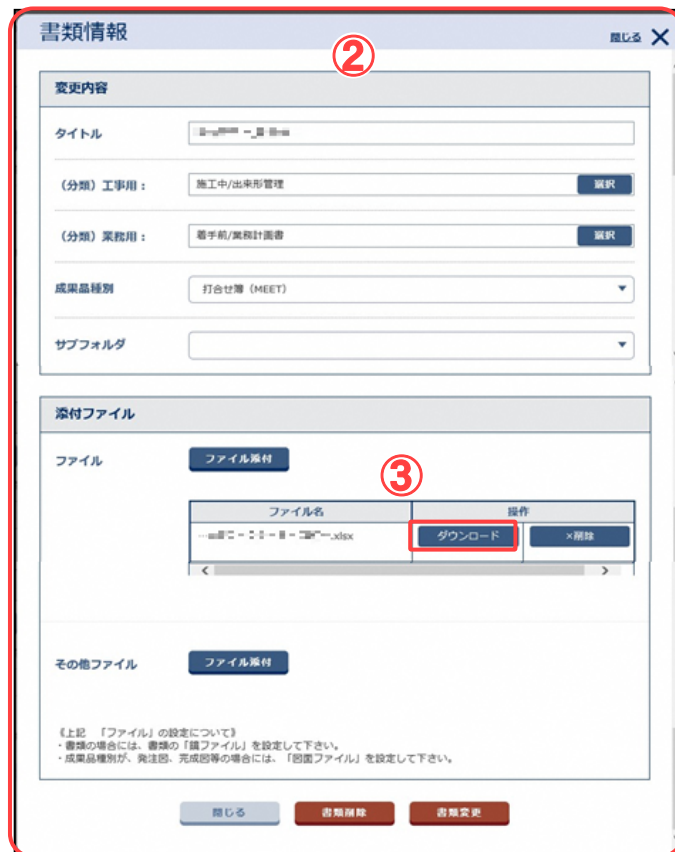 書類情報
閉じる
②
変更内容
タイトル
（分類）工事用： 施工中/出来形管理 選択
（分類）業務用： 着手前/業務計画書 選択
成果品種別 打合せ簿（MEET）
サブフォルダ
添付ファイル
ファイル ファイル添付
③
ファイル名 操作
.xlsx ダウンロード ×削除
その他ファイル ファイル添付
《上記　「ファイル」の設定について》
・書類の場合には、書類の「鏡ファイル」を設定して下さい。
・成果品種別が、発注図、完成図等の場合には、「図面ファイル」を設定して下さい。
閉じる 書類削除 書類変更